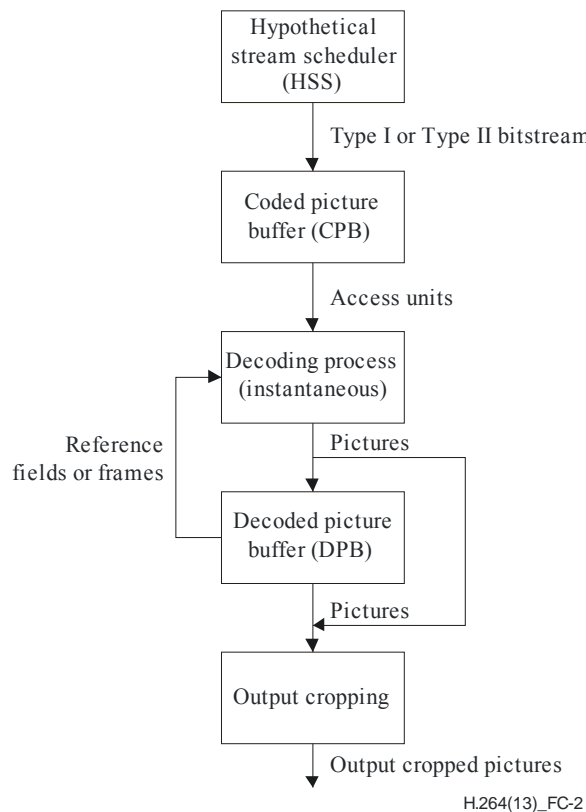 Hypothetical
stream scheduler
(HSS)
Type I or Type II bitstream
Coded picture
buffer (CPB)
Access units
Decoding process
(instantaneous)
Reference
fields or frames
Pictures
Decoded picture
buffer (DPB)
Pictures
Output cropping
Output cropped pictures
H.264(13)_FC-2